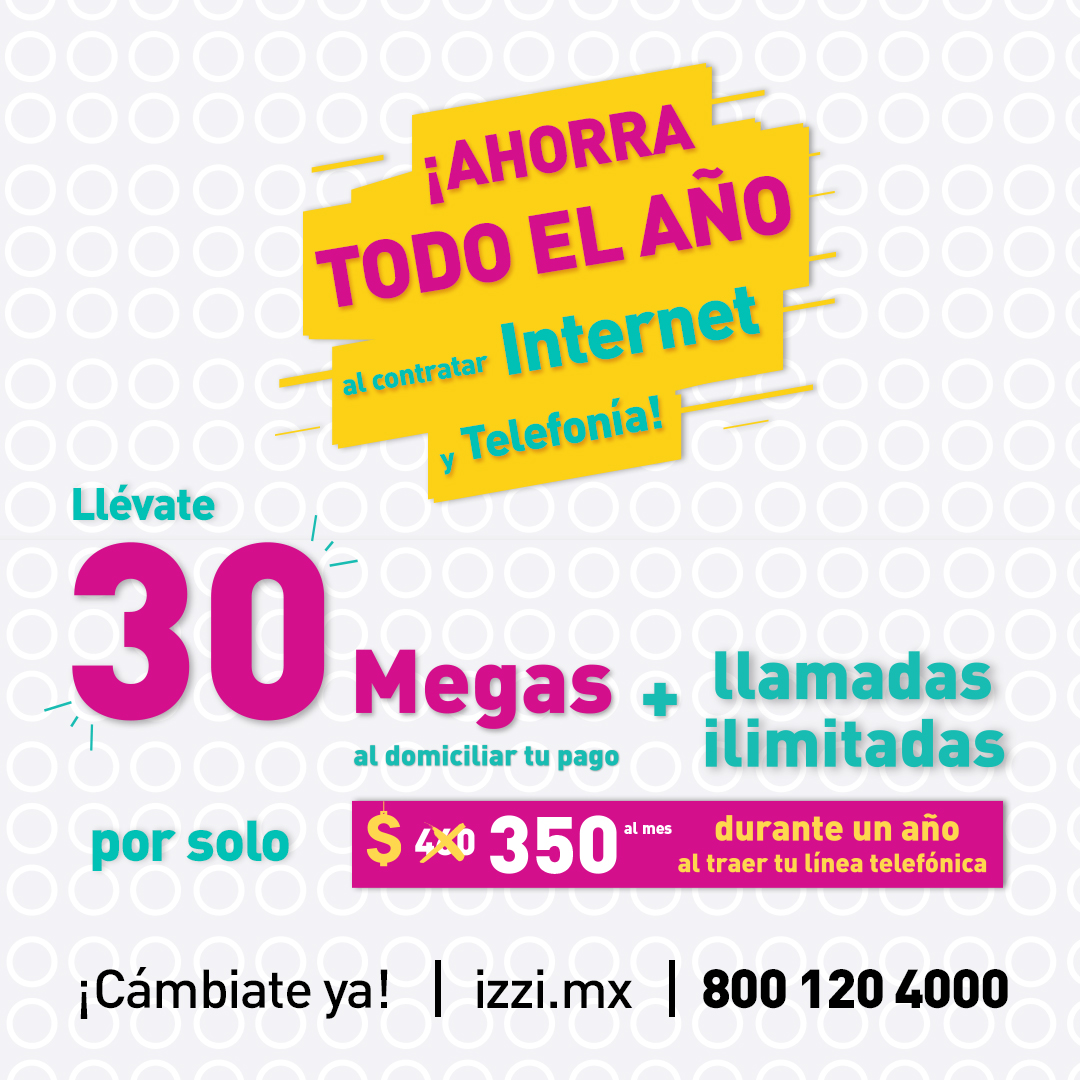 ¡AHORRA
TODO EL AÑO
al contratar Internet
y Telefonía!
Llévate
30 Megas + llamadas ilimitadas
al domiciliar tu pago
por solo
$ 460 350 al mes
durante un año
al traer tu línea telefónica
¡Cámbiate ya! | izzi.mx | 800 120 4000